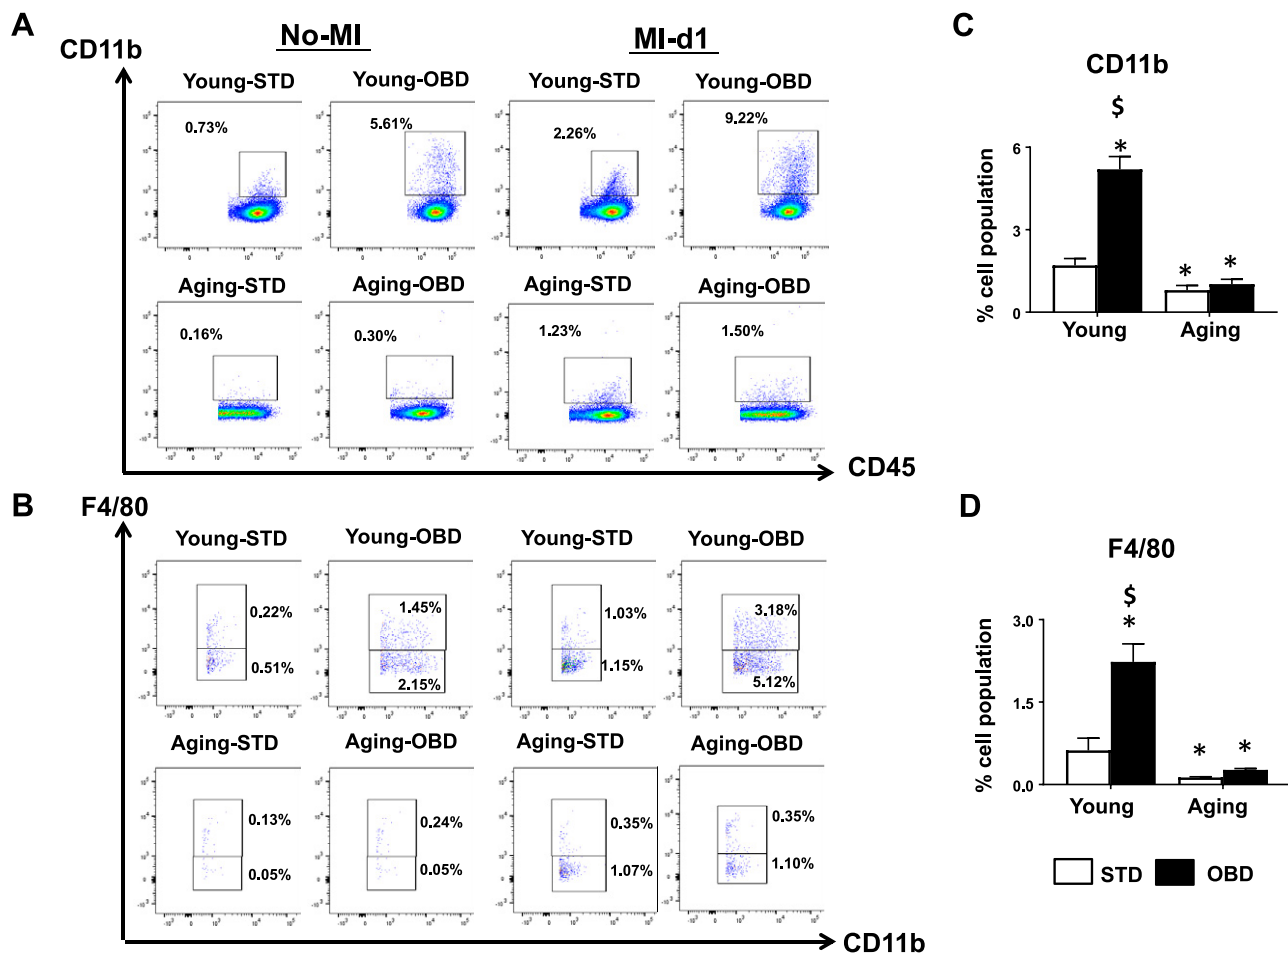 A
CD11b
No-MI
MI-d1
Young-STD
Young-OBD
Young-STD
Young-OBD
0.73%
5.61%
2.26%
9.22%
Aging-STD
Aging-OBD
Aging-STD
Aging-OBD
0.16%
0.30%
1.23%
1.50%
CD45
B
F4/80
Young-STD
Young-OBD
Young-STD
Young-OBD
0.22%
1.45%
1.03%
3.18%
0.51%
2.15%
1.15%
5.12%
Aging-STD
Aging-OBD
Aging-STD
Aging-OBD
0.13%
0.24%
0.35%
0.35%
0.05%
0.05%
1.07%
1.10%
CD11b
C
CD11b
$
*
6
3
0
% cell population
* *
Young Aging
D
F4/80
$
*
3.0
1.5
0.0
% cell population
* *
Young Aging
STD OBD